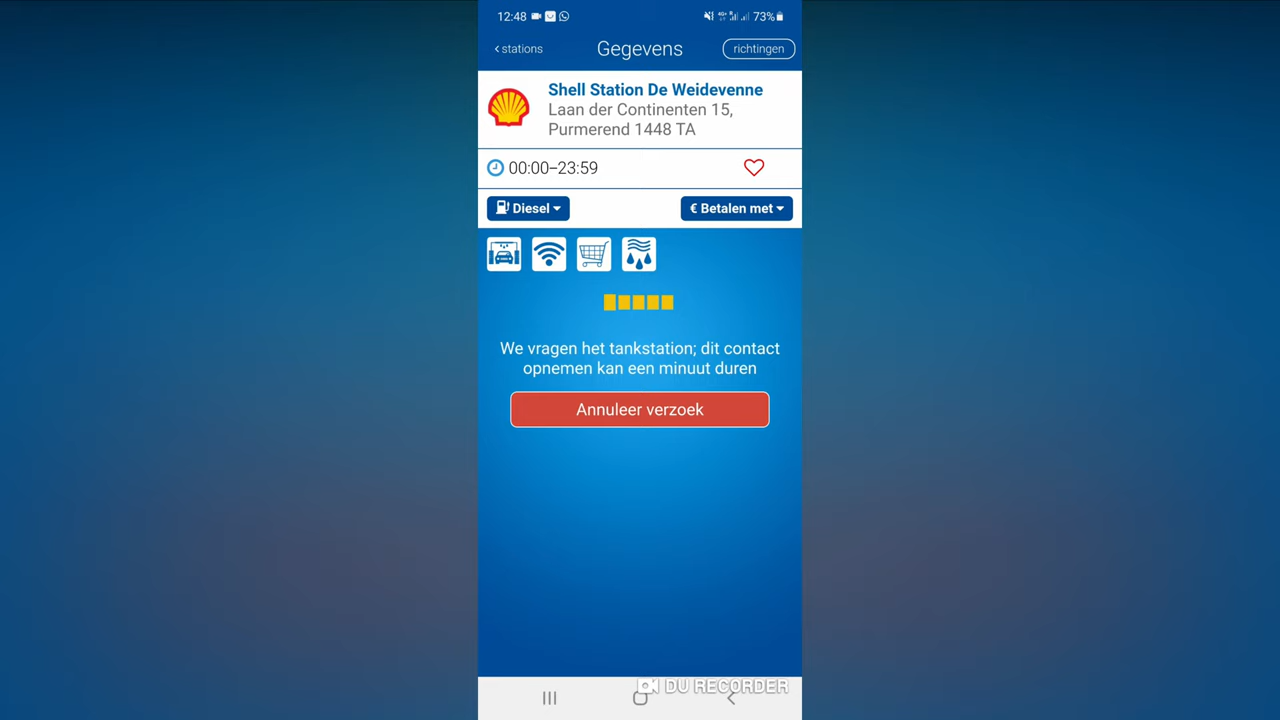 12:48
4G+ 73%
stations
Gegevens
richtingen
Shell Station De Weidevenne
Laan der Continenten 15,
Purmerend 1448 TA
00:00–23:59
Diesel
€ Betalen met
We vragen het tankstation; dit contact
opnemen kan een minuut duren
Annuleer verzoek
DU RECORDER